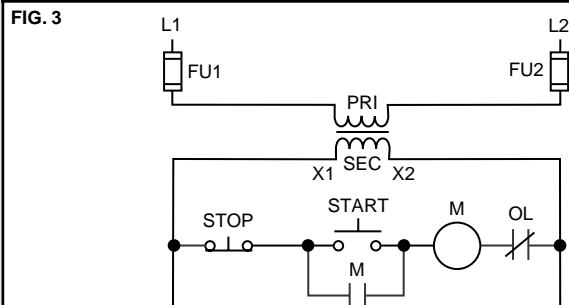 FIG. 3
L1 L2
FU1 FU2
PRI
SEC
X1 X2
START
STOP M OL
M